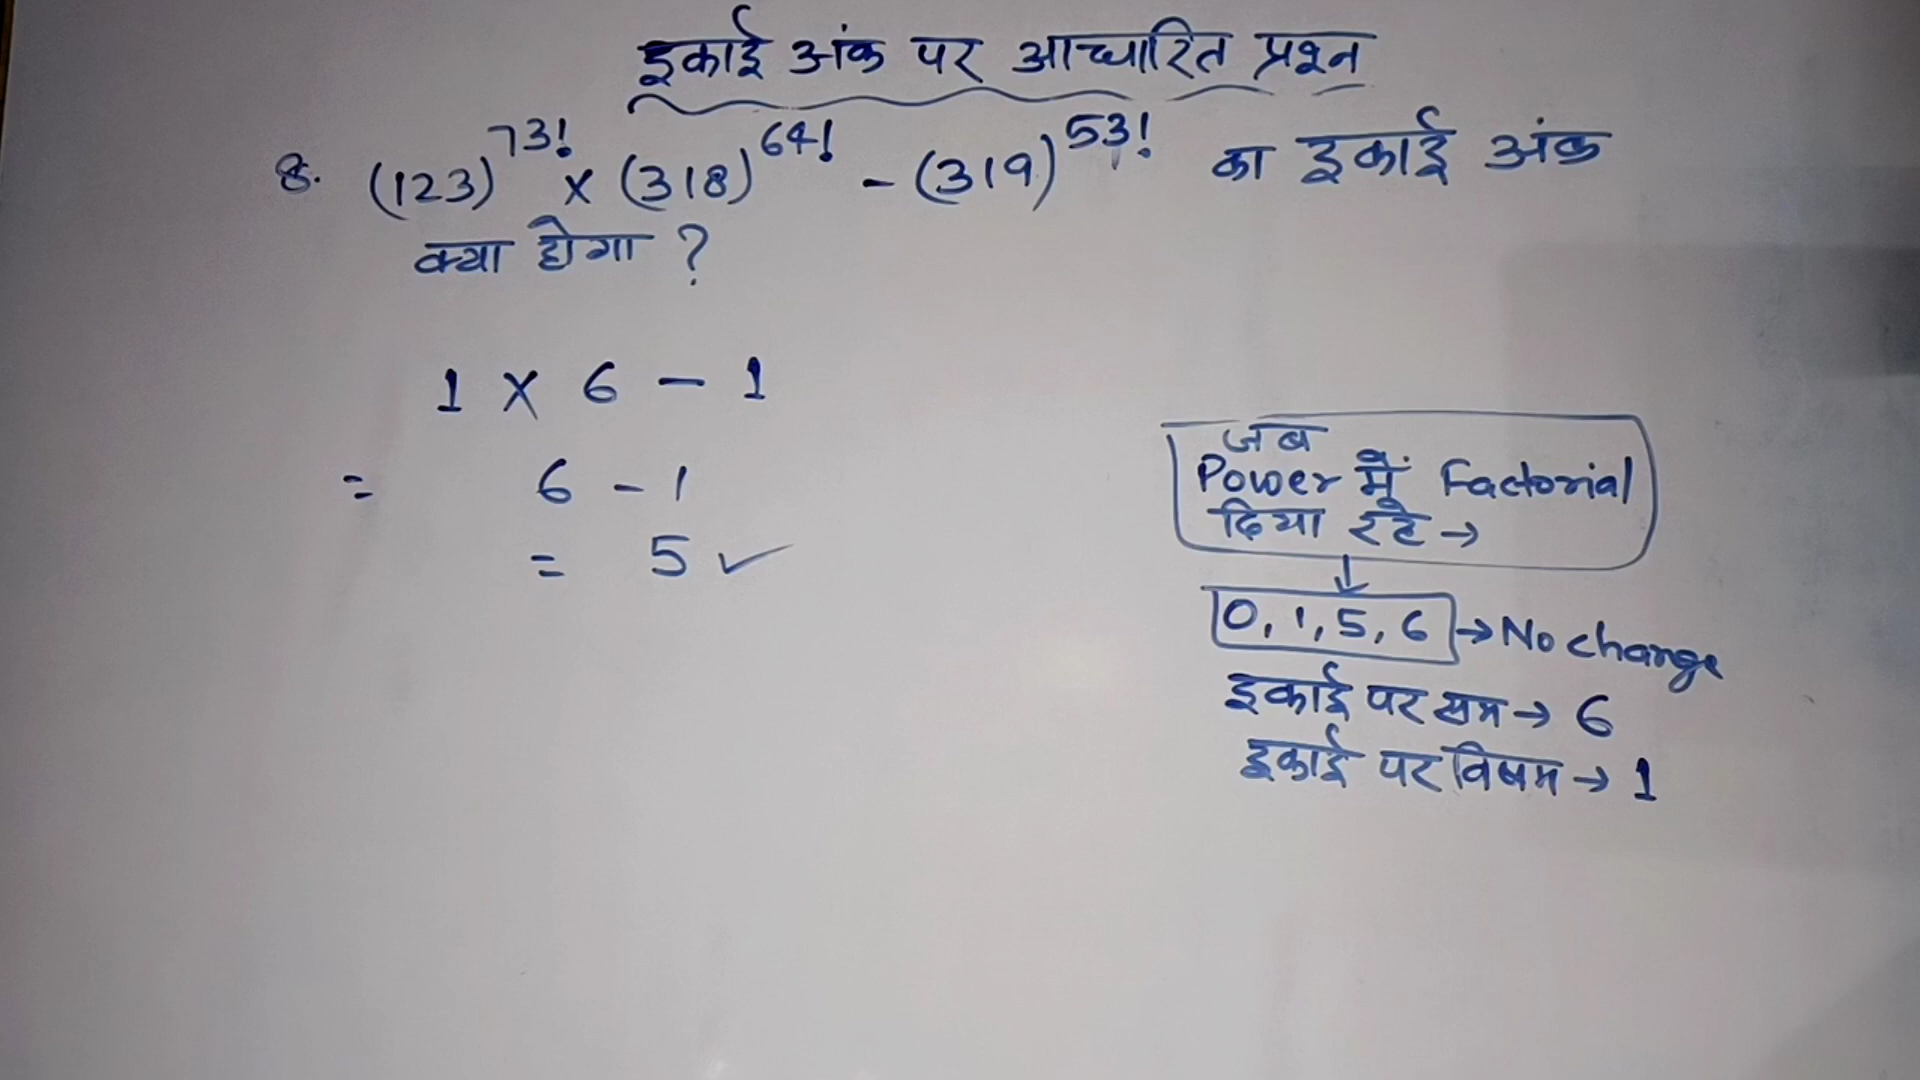 इकाई अंक पर आधारित प्रश्न
8. (123)^73! × (318)^64! - (319)^53! का इकाई अंक
क्या होगा ?
1 × 6 - 1
= 6 - 1
= 5 ✓
जब
Power में Factorial
दिया रहे →
↓
0, 1, 5, 6 → No change
इकाई पर सम → 6
इकाई पर विषम → 1